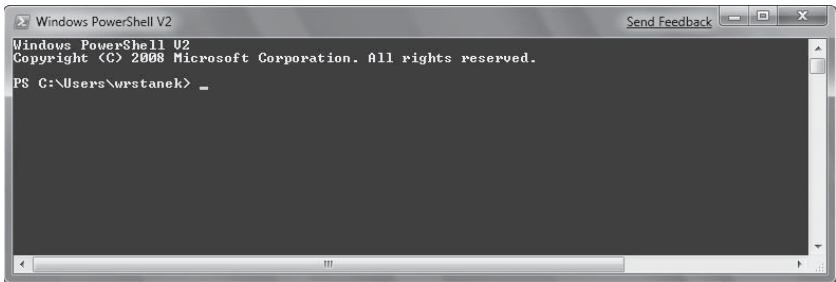 Windows PowerShell V2
Send Feedback
Windows PowerShell V2
Copyright (C) 2008 Microsoft Corporation. All rights reserved.
PS C:\Users\wrstanek> _